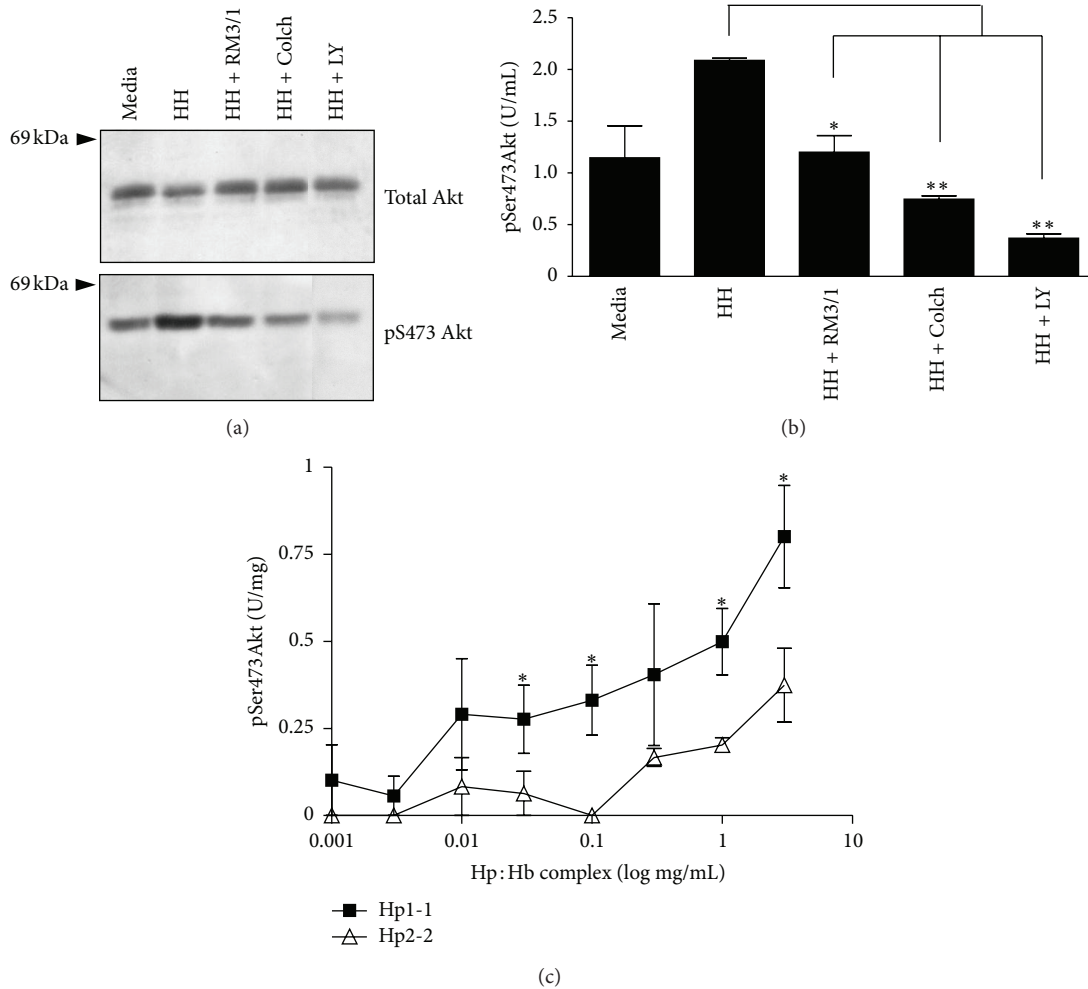 Media
HH
HH + RM3/1
HH + Colch
HH + LY
69 kDa
Total Akt
69 kDa
pS473 Akt
(a)
pSer473Akt (U/mL)
2.5
2.0
1.5
1.0
0.5
0
*
**
**
Media
HH
HH + RM3/1
HH + Colch
HH + LY
(b)
pSer473Akt (U/mg)
1
0.75
0.5
0.25
0
* * * *
0.001 0.01 0.1 1 10
Hp:Hb complex (log mg/mL)
Hp1-1
Hp2-2
(c)